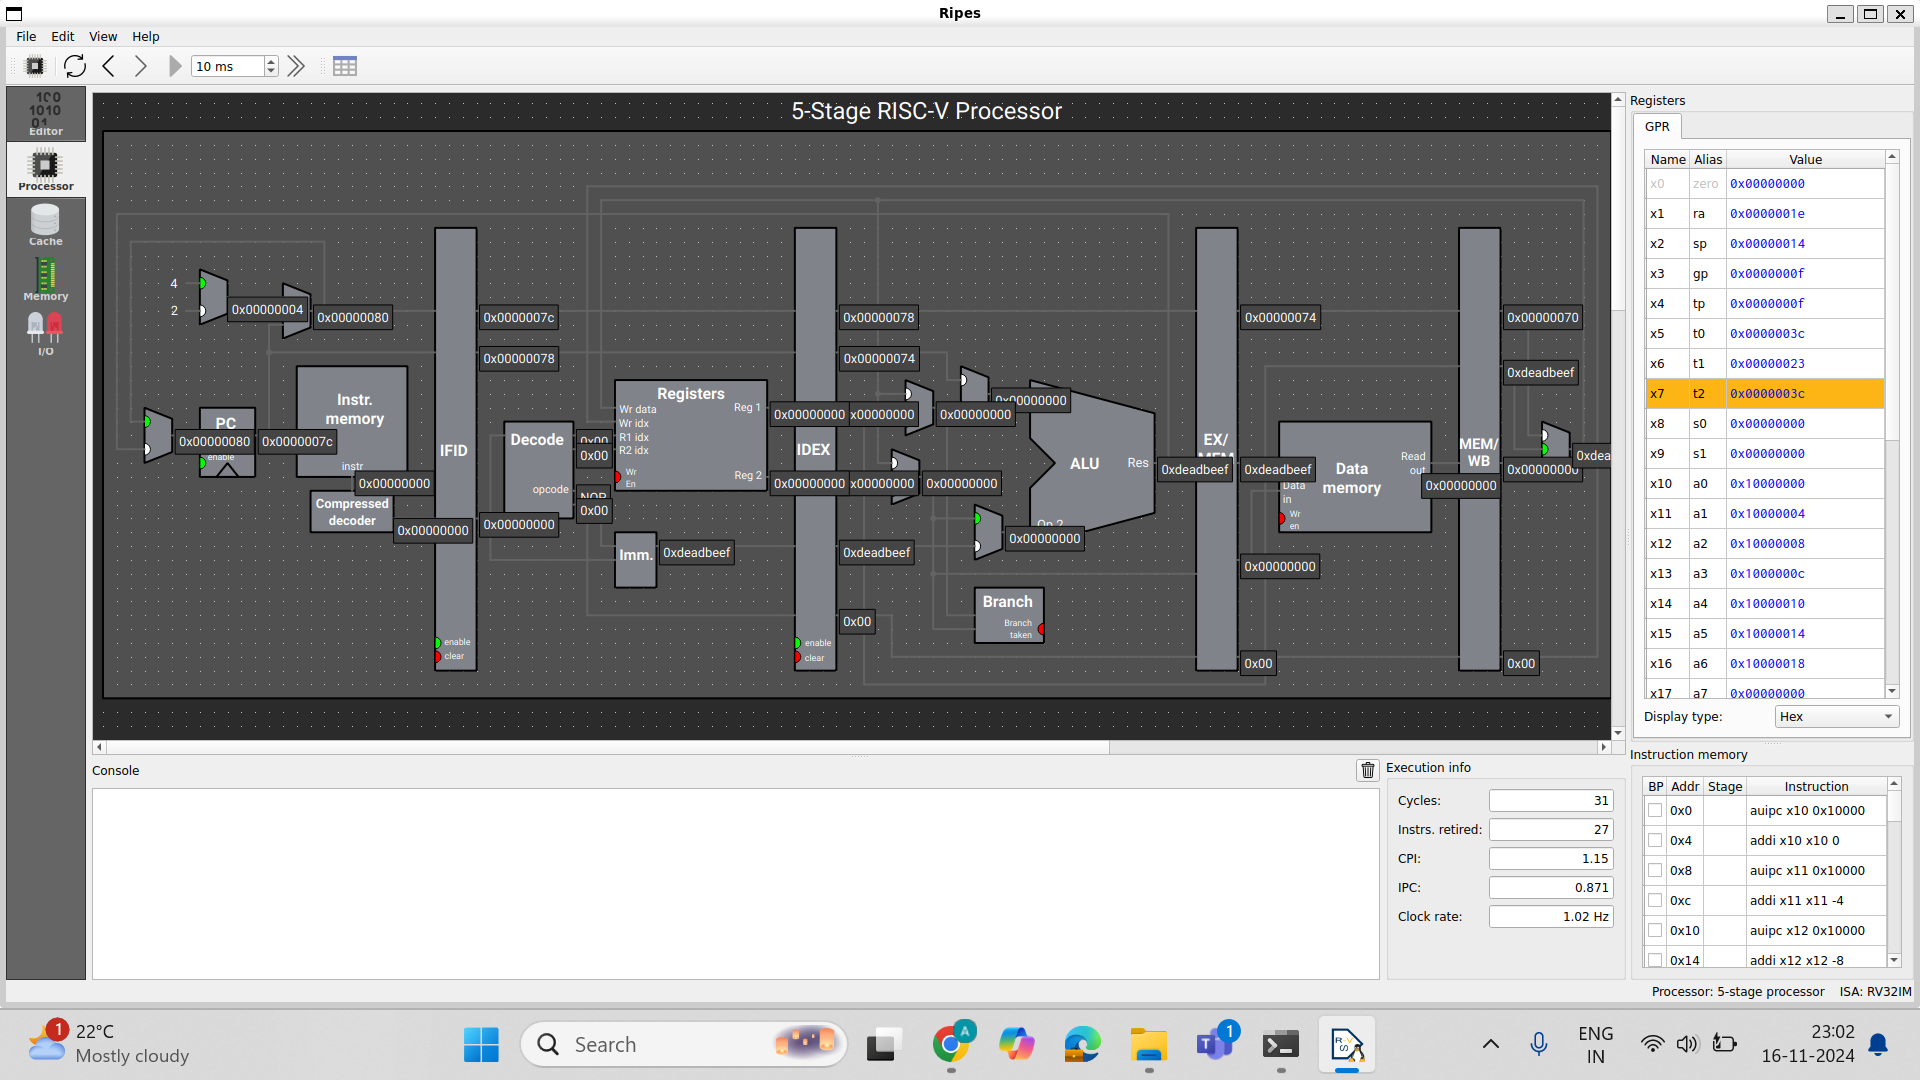 Ripes
File Edit View Help
10 ms
Editor
Processor
Cache
Memory
I/O
5-Stage RISC-V Processor
4
2
0x00000004
0x00000080
0x0000007c
0x00000078
0x00000078
0x00000074
0x00000074
0x00000070
0xdeadbeef
PC
enable
0x00000080
0x0000007c
Instr.
memory
instr
0x00000000
Compressed
decoder
0x00000000
IFID
enable
clear
0x00000000
Decode
opcode
0x00
0x00
NOP
0x00
Registers
Wr data
Wr idx
R1 idx
R2 idx
Wr
En
Reg 1
Reg 2
0x00000000
0x00000000
Imm.
0xdeadbeef
IDEX
enable
clear
x00000000
x00000000
0xdeadbeef
0x00
0x00000000
0x00000000
0x00000000
0x00000000
ALU
Res
Op 2
0xdeadbeef
Branch
Branch
taken
EX/
MEM
0xdeadbeef
0x00000000
0x00
Data
memory
Data
in
Wr
en
Read
out
0x00000000
MEM/
WB
0x00000000
0x00
0xdea
Registers
GPR
Name Alias Value
x0 zero 0x00000000
x1 ra 0x0000001e
x2 sp 0x00000014
x3 gp 0x0000000f
x4 tp 0x0000000f
x5 t0 0x0000003c
x6 t1 0x00000023
x7 t2 0x0000003c
x8 s0 0x00000000
x9 s1 0x00000000
x10 a0 0x10000000
x11 a1 0x10000004
x12 a2 0x10000008
x13 a3 0x1000000c
x14 a4 0x10000010
x15 a5 0x10000014
x16 a6 0x10000018
x17 a7 0x00000000
Display type: Hex
Console
Execution info
Cycles: 31
Instrs. retired: 27
CPI: 1.15
IPC: 0.871
Clock rate: 1.02 Hz
Instruction memory
BP Addr Stage Instruction
0x0 auipc x10 0x10000
0x4 addi x10 x10 0
0x8 auipc x11 0x10000
0xc addi x11 x11 -4
0x10 auipc x12 0x10000
0x14 addi x12 x12 -8
Processor: 5-stage processor ISA: RV32IM
1
22°C
Mostly cloudy
Search
A
1
ENG
IN
23:02
16-11-2024